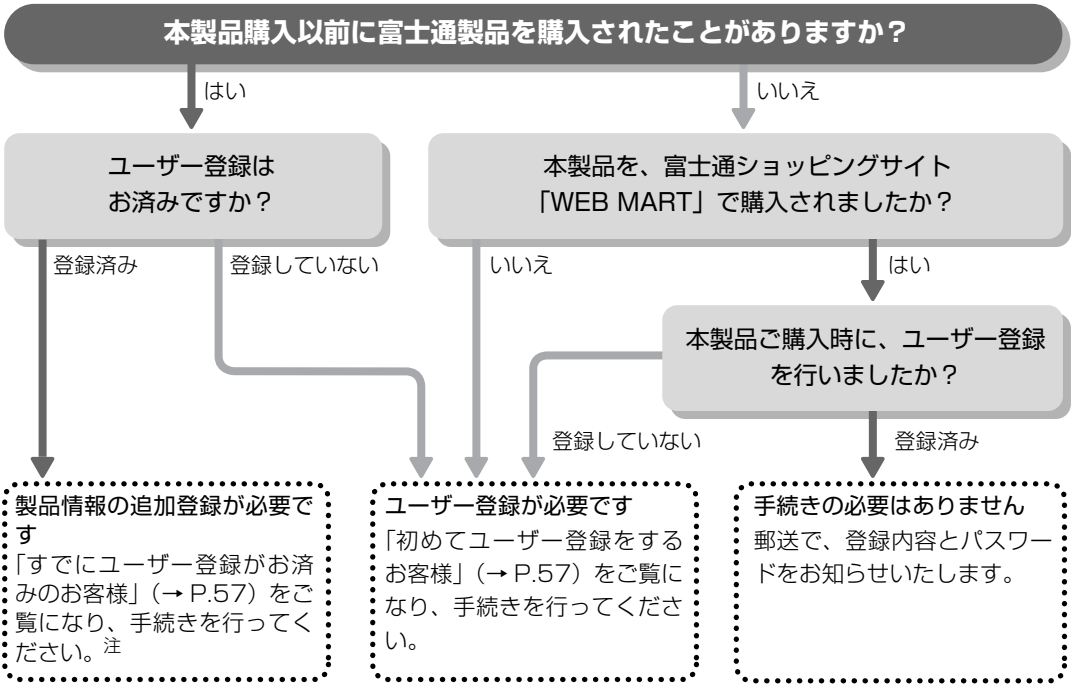 本製品購入以前に富士通製品を購入されたことがありますか？
はい
いいえ
ユーザー登録は
お済みですか？
本製品を、富士通ショッピングサイト
「WEB MART」で購入されましたか？
登録済み
登録していない
いいえ
はい
本製品ご購入時に、ユーザー登録
を行いましたか？
登録していない
登録済み
製品情報の追加登録が必要で
す
「すでにユーザー登録がお済
みのお客様」（→ P.57）をご
覧になり、手続きを行ってく
ださい。注
ユーザー登録が必要です
「初めてユーザー登録をする
お客様」（→ P.57）をご覧に
なり、手続きを行ってくださ
い。
手続きの必要はありません
郵送で、登録内容とパスワー
ドをお知らせいたします。